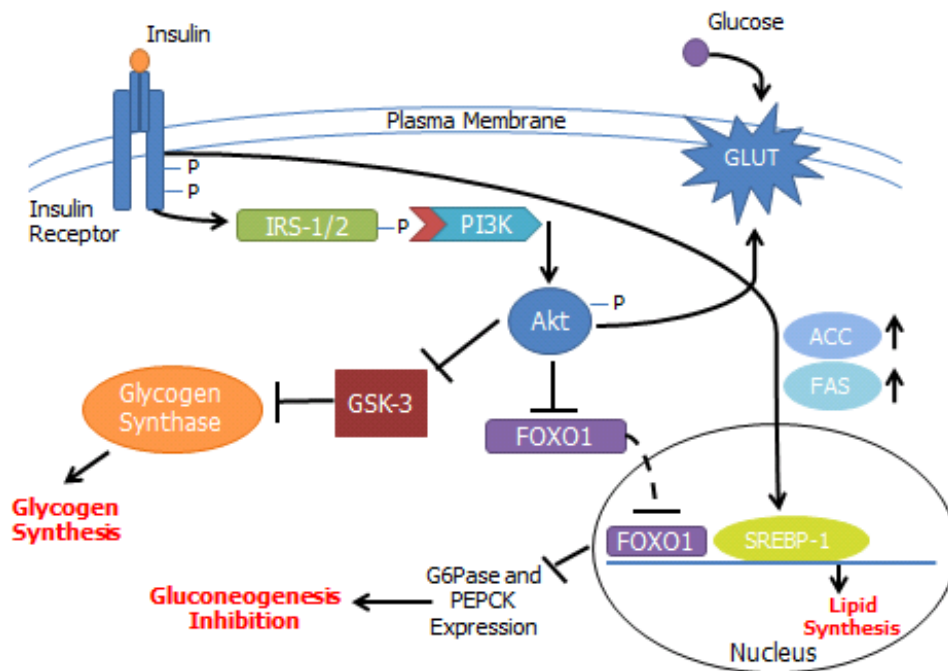 Insulin
Glucose
Plasma Membrane
GLUT
P
P
Insulin
Receptor
IRS-1/2
P
PI3K
Akt
P
ACC
FAS
Glycogen
Synthase
GSK-3
FOXO1
Glycogen
Synthesis
FOXO1
SREBP-1
G6Pase and
PEPCK
Expression
Gluconeogenesis
Inhibition
Lipid
Synthesis
Nucleus